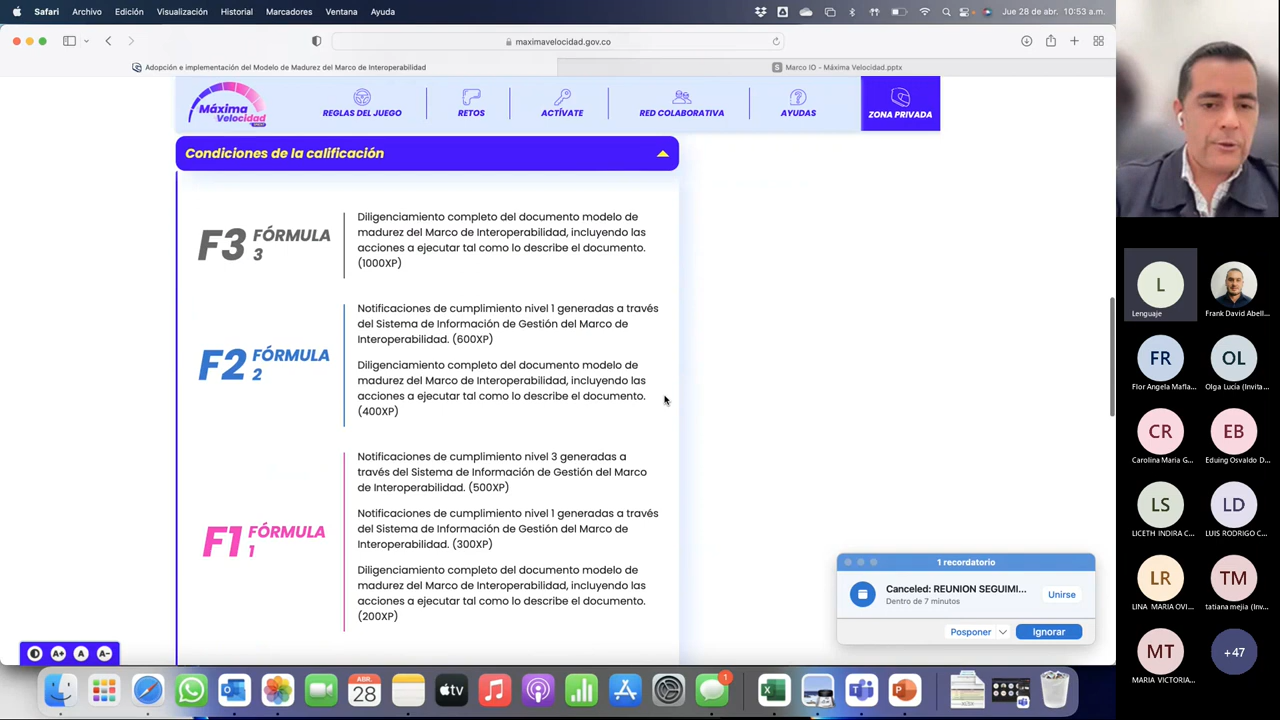 Safari Archivo Edición Visualización Historial Marcadores Ventana Ayuda
Jue 28 de abr. 10:53 a.m.
maximavelocidad.gov.co
Adopción e implementación del Modelo de Madurez del Marco de Interoperabilidad
S Marco IO - Máxima Velocidad.pptx
Máxima
Velocidad
REGLAS DEL JUEGO
RETOS
ACTÍVATE
RED COLABORATIVA
AYUDAS
ZONA PRIVADA
Condiciones de la calificación
F3 FÓRMULA
3
Diligenciamiento completo del documento modelo de
madurez del Marco de Interoperabilidad, incluyendo las
acciones a ejecutar tal como lo describe el documento.
(1000XP)
F2 FÓRMULA
2
Notificaciones de cumplimiento nivel 1 generadas a través
del Sistema de Información de Gestión del Marco de
Interoperabilidad. (600XP)
Diligenciamiento completo del documento modelo de
madurez del Marco de Interoperabilidad, incluyendo las
acciones a ejecutar tal como lo describe el documento.
(400XP)
F1 FÓRMULA
1
Notificaciones de cumplimiento nivel 3 generadas a
través del Sistema de Información de Gestión del Marco
de Interoperabilidad. (500XP)
Notificaciones de cumplimiento nivel 1 generadas a través
del Sistema de Información de Gestión del Marco de
Interoperabilidad. (300XP)
Diligenciamiento completo del documento modelo de
madurez del Marco de Interoperabilidad, incluyendo las
acciones a ejecutar tal como lo describe el documento.
(200XP)
A+ A A-
1 recordatorio
Canceled: REUNION SEGUIMI...
Dentro de 7 minutos
Unirse
Posponer
Ignorar
ABR.
28
tv
1
L
Lenguaje
Frank David Abell...
FR
Flor Angela Mafla...
OL
Olga Lucía (Invita...
CR
Carolina Maria G...
EB
Eduing Osvaldo D...
LS
LICETH INDIRA C...
LD
LUIS RODRIGO C...
LR
LINA MARIA OVI...
TM
tatiana mejia (Inv...
MT
MARIA VICTORIA...
+47